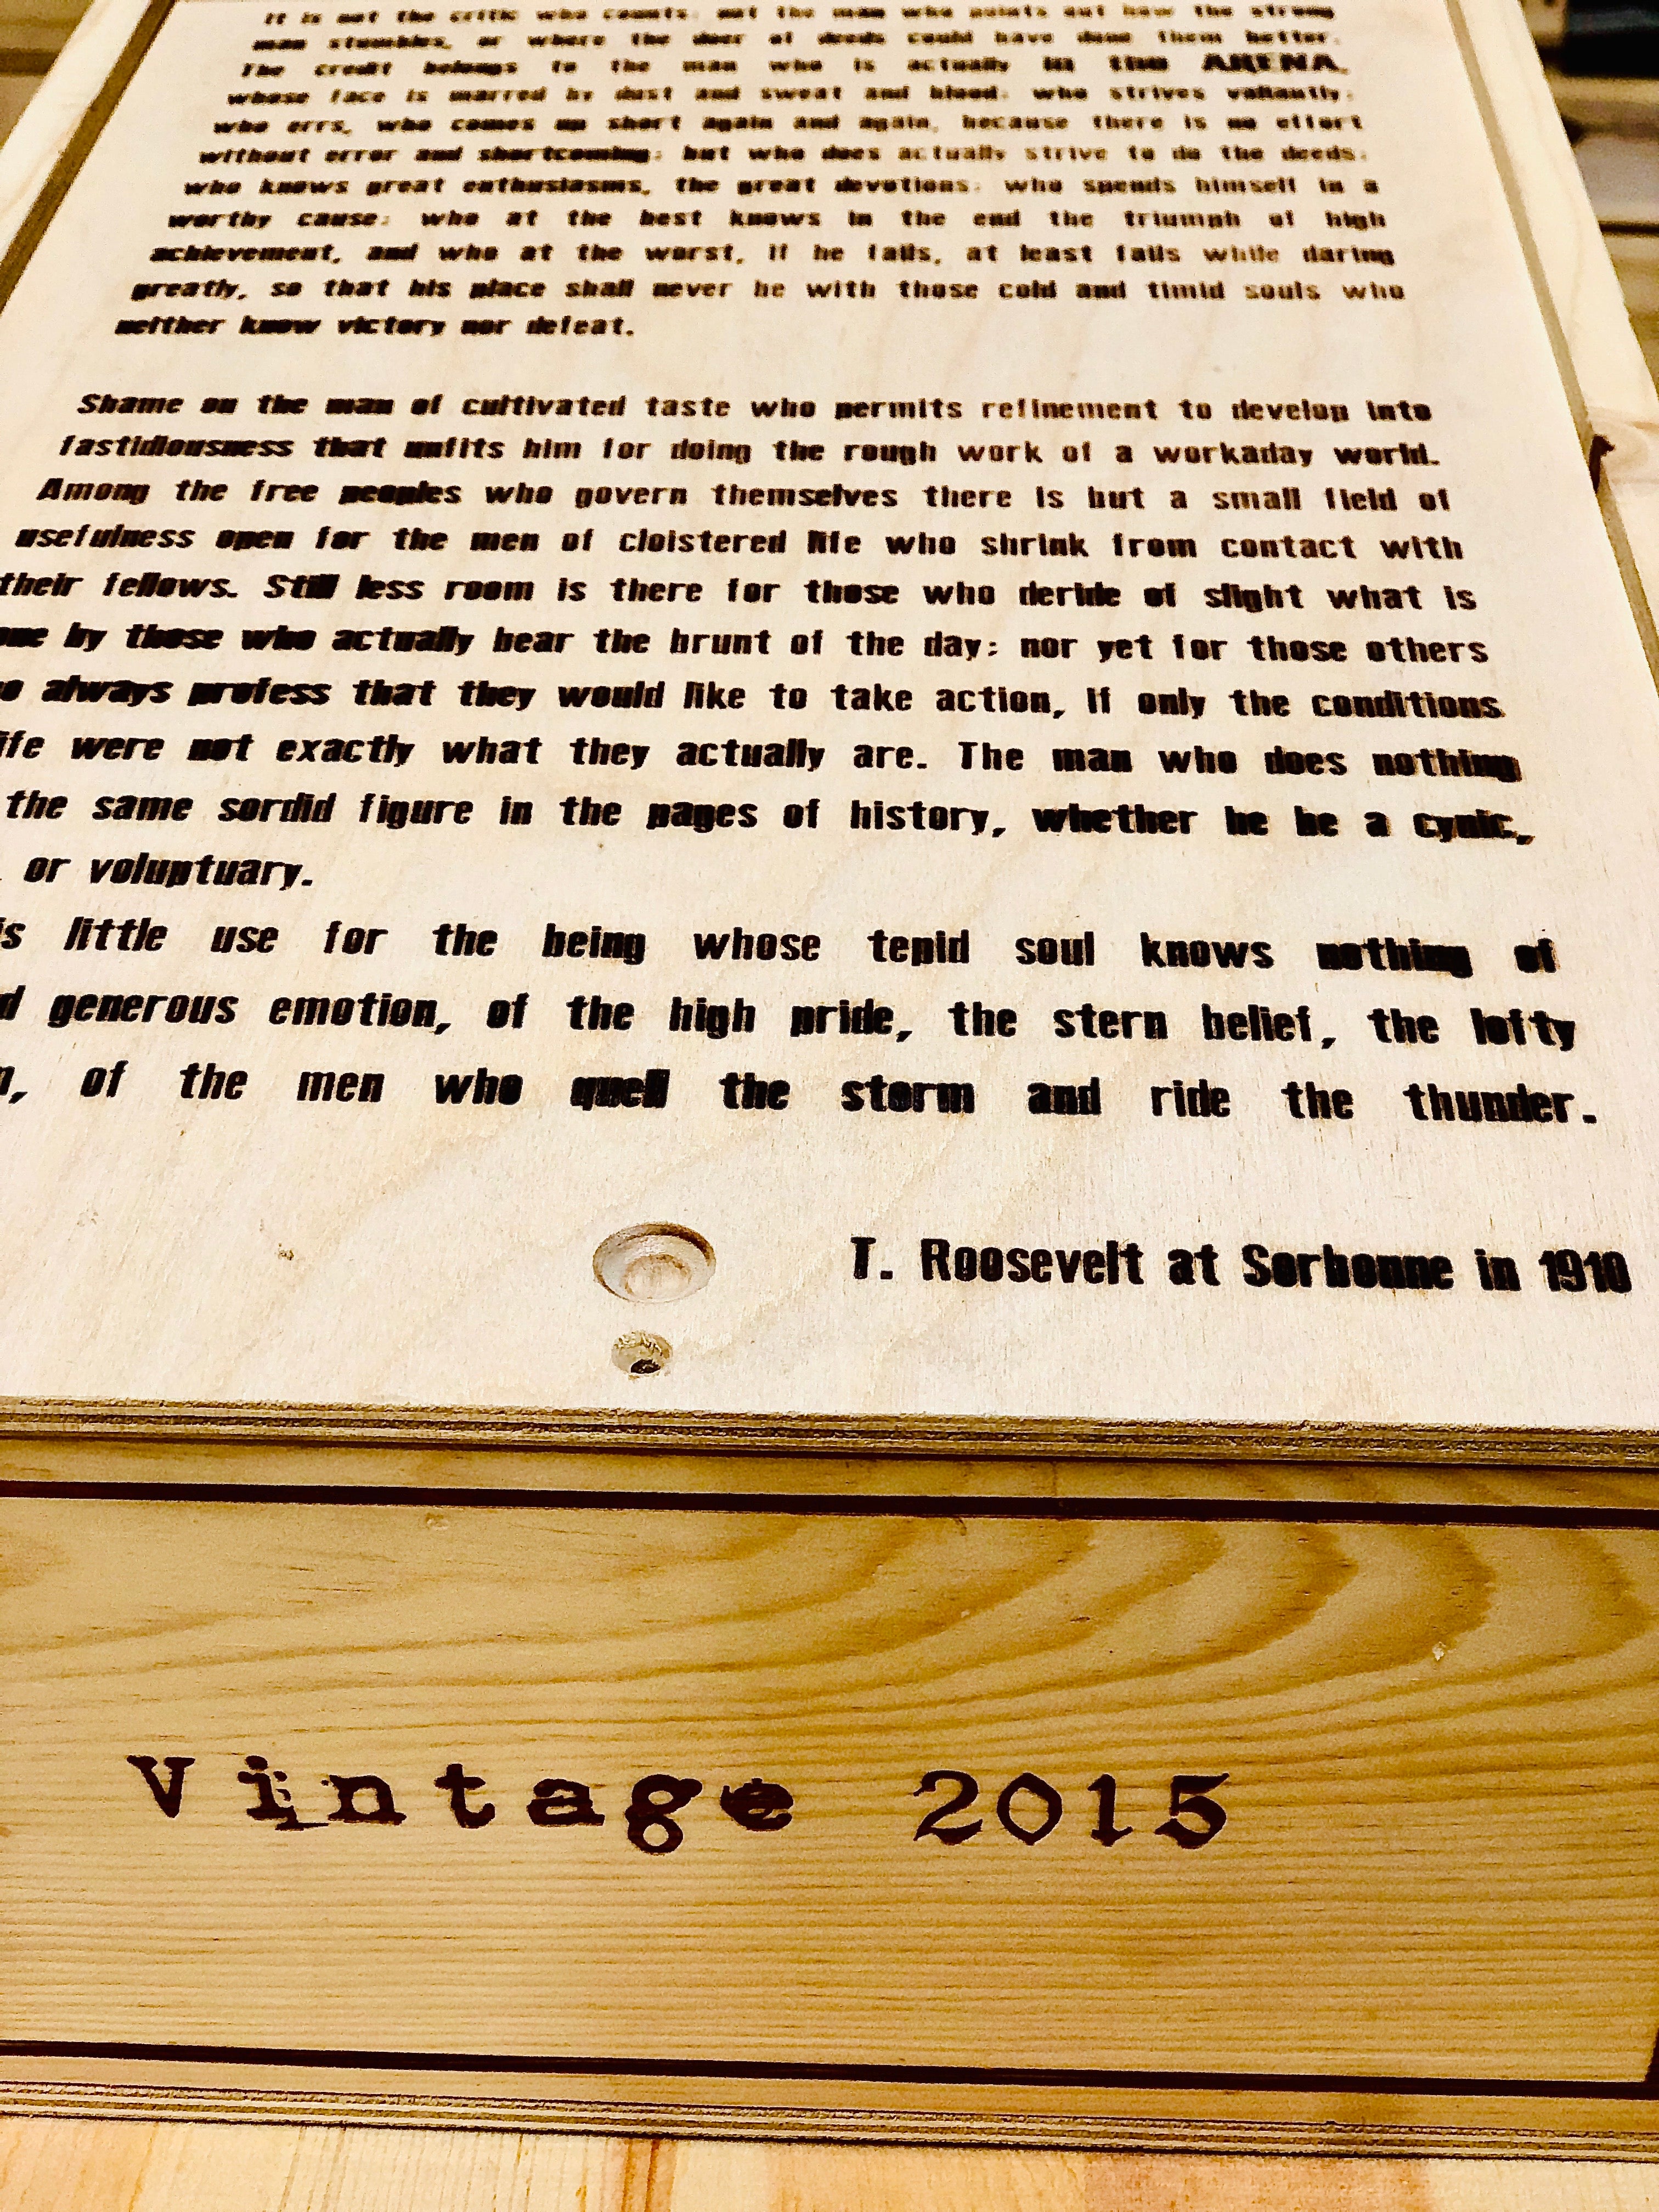 It is not the critic who counts; not the man who points out how the strong
man stumbles, or where the doer of deeds could have done them better.
The credit belongs to the man who is actually in the ARENA,
whose face is marred by dust and sweat and blood; who strives valiantly;
who errs, who comes up short again and again, because there is no effort
without error and shortcoming; but who does actually strive to do the deeds;
who knows great enthusiasms, the great devotions; who spends himself in a
worthy cause; who at the best knows in the end the triumph of high
achievement, and who at the worst, if he fails, at least fails while daring
greatly, so that his place shall never be with those cold and timid souls who
neither know victory nor defeat.
Shame on the man of cultivated taste who permits refinement to develop into
fastidiousness that unfits him for doing the rough work of a workaday world.
Among the free peoples who govern themselves there is but a small field of
usefulness open for the men of cloistered life who shrink from contact with
their fellows. Still less room is there for those who deride of slight what is
by those who actually bear the brunt of the day; nor yet for those others
always profess that they would like to take action, if only the conditions
ife were not exactly what they actually are. The man who does nothing
the same sordid figure in the pages of history, whether he be a cynic,
or voluptuary.
is little use for the being whose tepid soul knows nothing of
generous emotion, of the high pride, the stern belief, the lofty
of the men who quell the storm and ride the thunder.
T. Roosevelt at Sorbonne in 1910
Vintage 2015